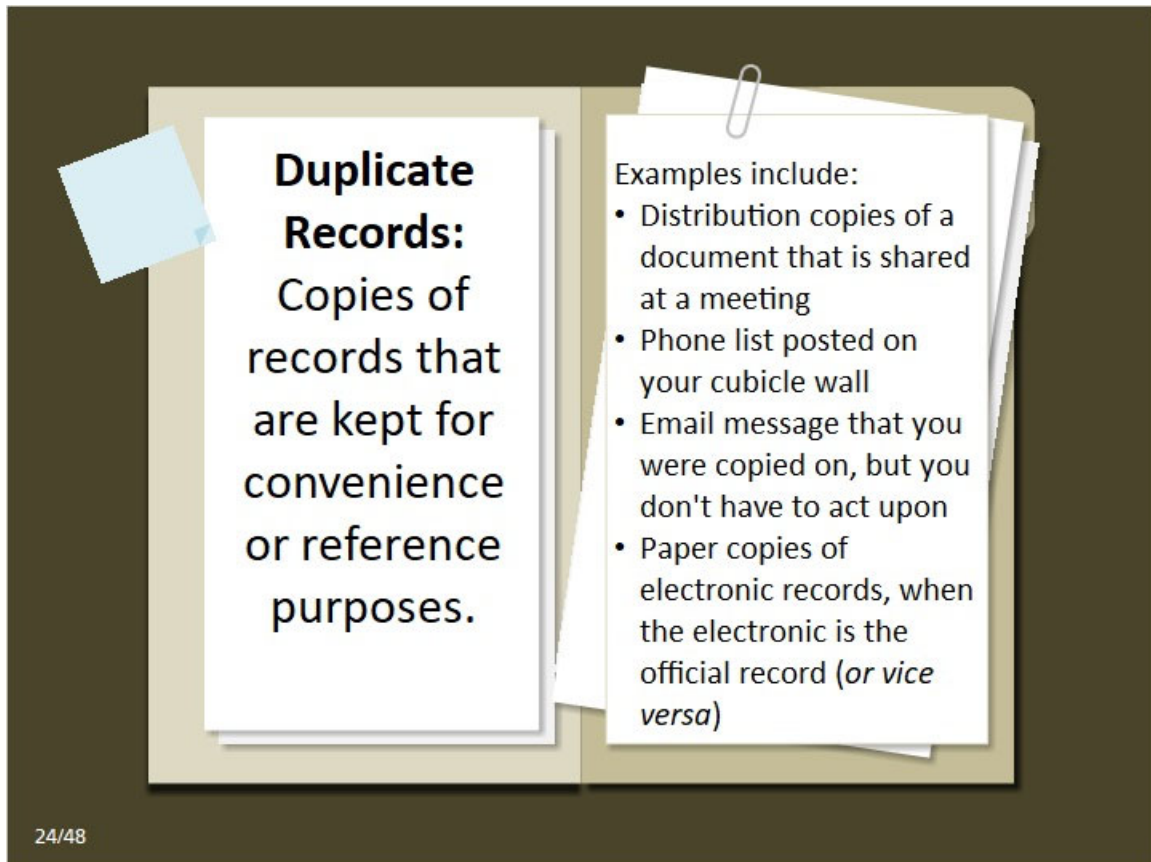 Duplicate
Records:
Copies of
records that
are kept for
convenience
or reference
purposes.
Examples include:
• Distribution copies of a
document that is shared
at a meeting
• Phone list posted on
your cubicle wall
• Email message that you
were copied on, but you
don't have to act upon
• Paper copies of
electronic records, when
the electronic is the
official record (or vice
versa)
24/48